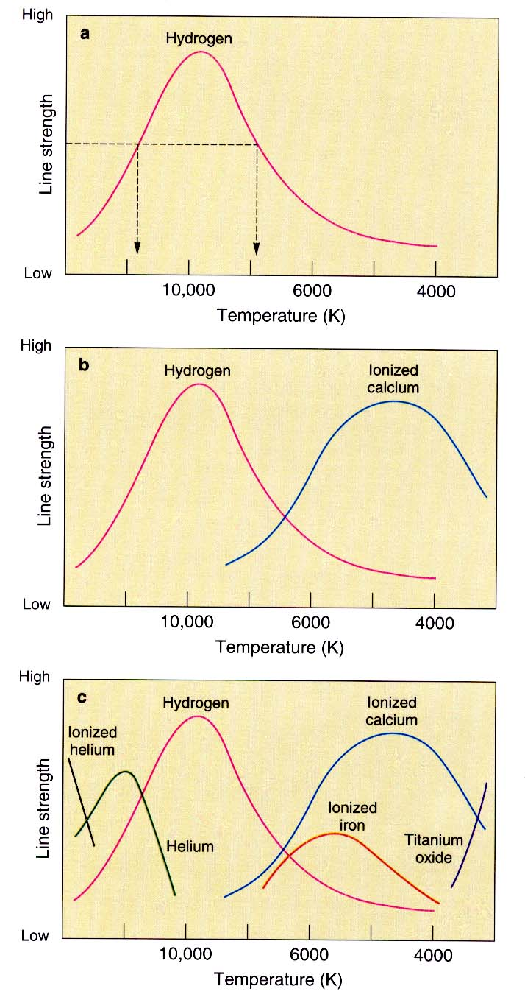 High
a
Hydrogen
Line strength
Low
10,000
6000
4000
Temperature (K)
High
b
Hydrogen
Ionized
calcium
Line strength
Low
10,000
6000
4000
Temperature (K)
High
c
Hydrogen
Ionized
calcium
Ionized
helium
Line strength
Ionized
iron
Helium
Titanium
oxide
Low
10,000
6000
4000
Temperature (K)